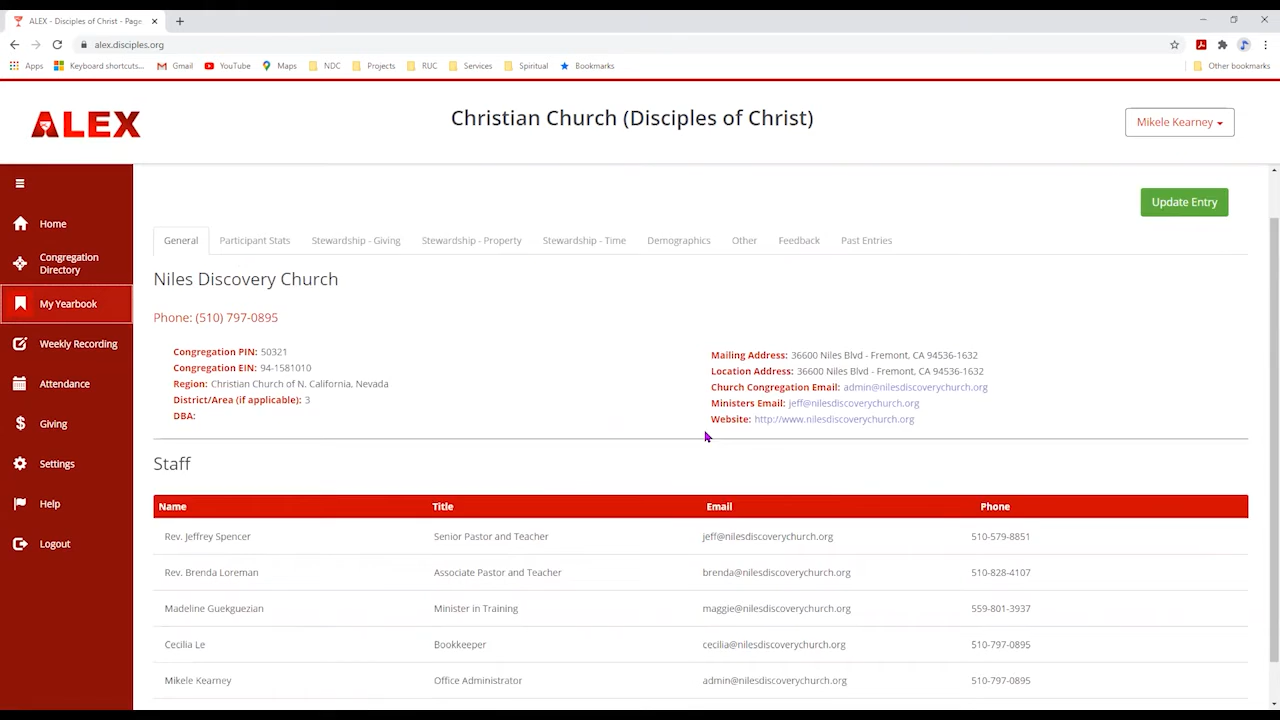 ALEX - Disciples of Christ - Page
alex.disciples.org
Apps Keyboard shortcuts... Gmail YouTube Maps NDC Projects RUC Services Spiritual Bookmarks Other bookmarks
ALEX
Christian Church (Disciples of Christ)
Mikele Kearney
Home
Congregation
Directory
My Yearbook
Weekly Recording
Attendance
Giving
Settings
Help
Logout
Update Entry
General Participant Stats Stewardship - Giving Stewardship - Property Stewardship - Time Demographics Other Feedback Past Entries
Niles Discovery Church
Phone: (510) 797-0895
Congregation PIN: 50321
Congregation EIN: 94-1581010
Region: Christian Church of N. California, Nevada
District/Area (if applicable): 3
DBA:
Mailing Address: 36600 Niles Blvd - Fremont, CA 94536-1632
Location Address: 36600 Niles Blvd - Fremont, CA 94536-1632
Church Congregation Email: admin@nilesdiscoverychurch.org
Ministers Email: jeff@nilesdiscoverychurch.org
Website: http://www.nilesdiscoverychurch.org
Staff
Name Title Email Phone
Rev. Jeffrey Spencer Senior Pastor and Teacher jeff@nilesdiscoverychurch.org 510-579-8851
Rev. Brenda Loreman Associate Pastor and Teacher brenda@nilesdiscoverychurch.org 510-828-4107
Madeline Guekguezian Minister in Training maggie@nilesdiscoverychurch.org 559-801-3937
Cecilia Le Bookkeeper cecilia@nilesdiscoverychurch.org 510-797-0895
Mikele Kearney Office Administrator admin@nilesdiscoverychurch.org 510-797-0895